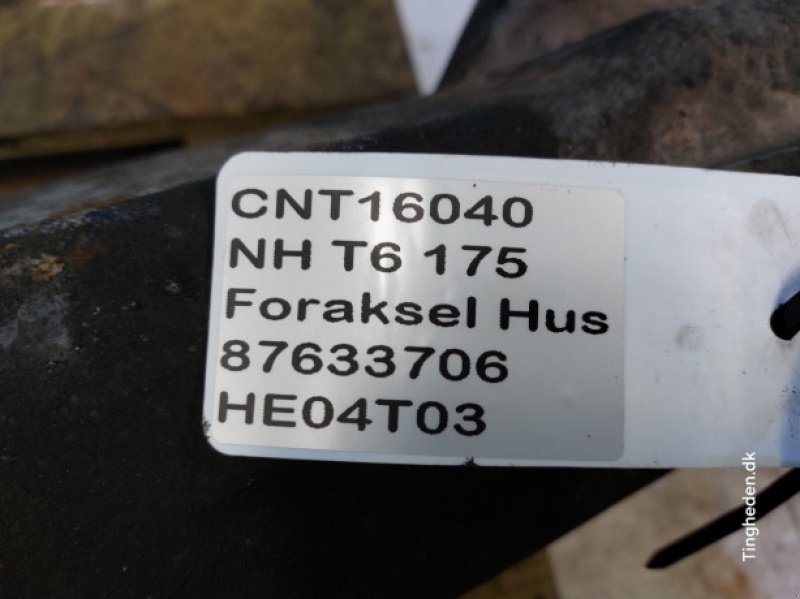 CNT16040
NH T6 175
Foraksel Hus
87633706
HE04T03
Tingheden.dk